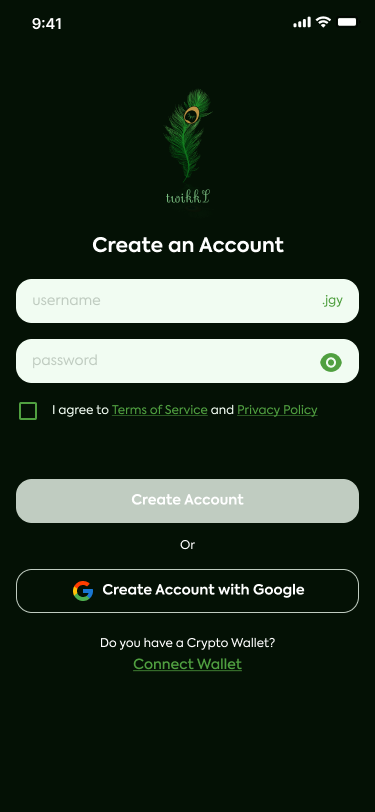 9:41
twikkL
Create an Account
username .jgy
password
I agree to Terms of Service and Privacy Policy
Create Account
Or
Create Account with Google
Do you have a Crypto Wallet?
Connect Wallet